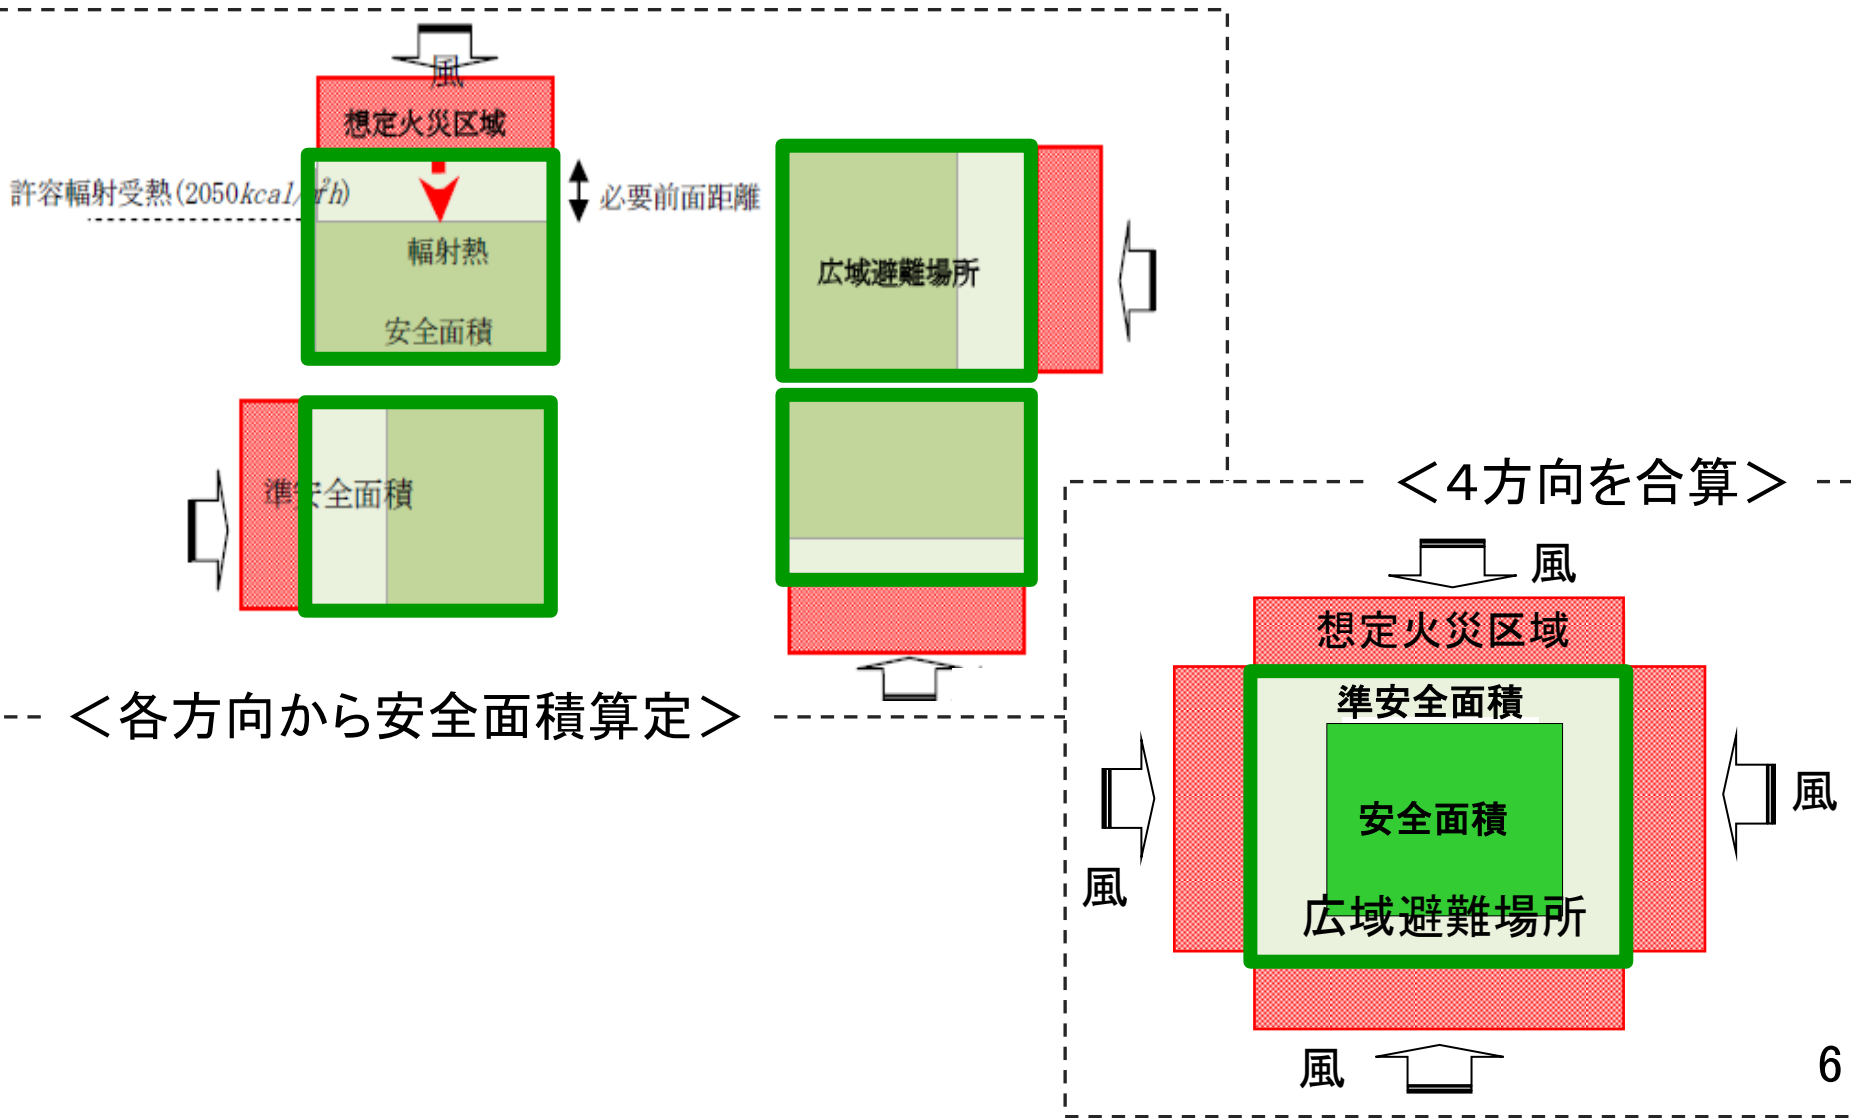 風
想定火災区域
許容輻射受熱(2050kcal/㎡h)
必要前面距離
輻射熱
安全面積
広域避難場所
準安全面積
＜各方向から安全面積算定＞
＜４方向を合算＞
風
想定火災区域
準安全面積
安全面積
風
風
広域避難場所
風
6